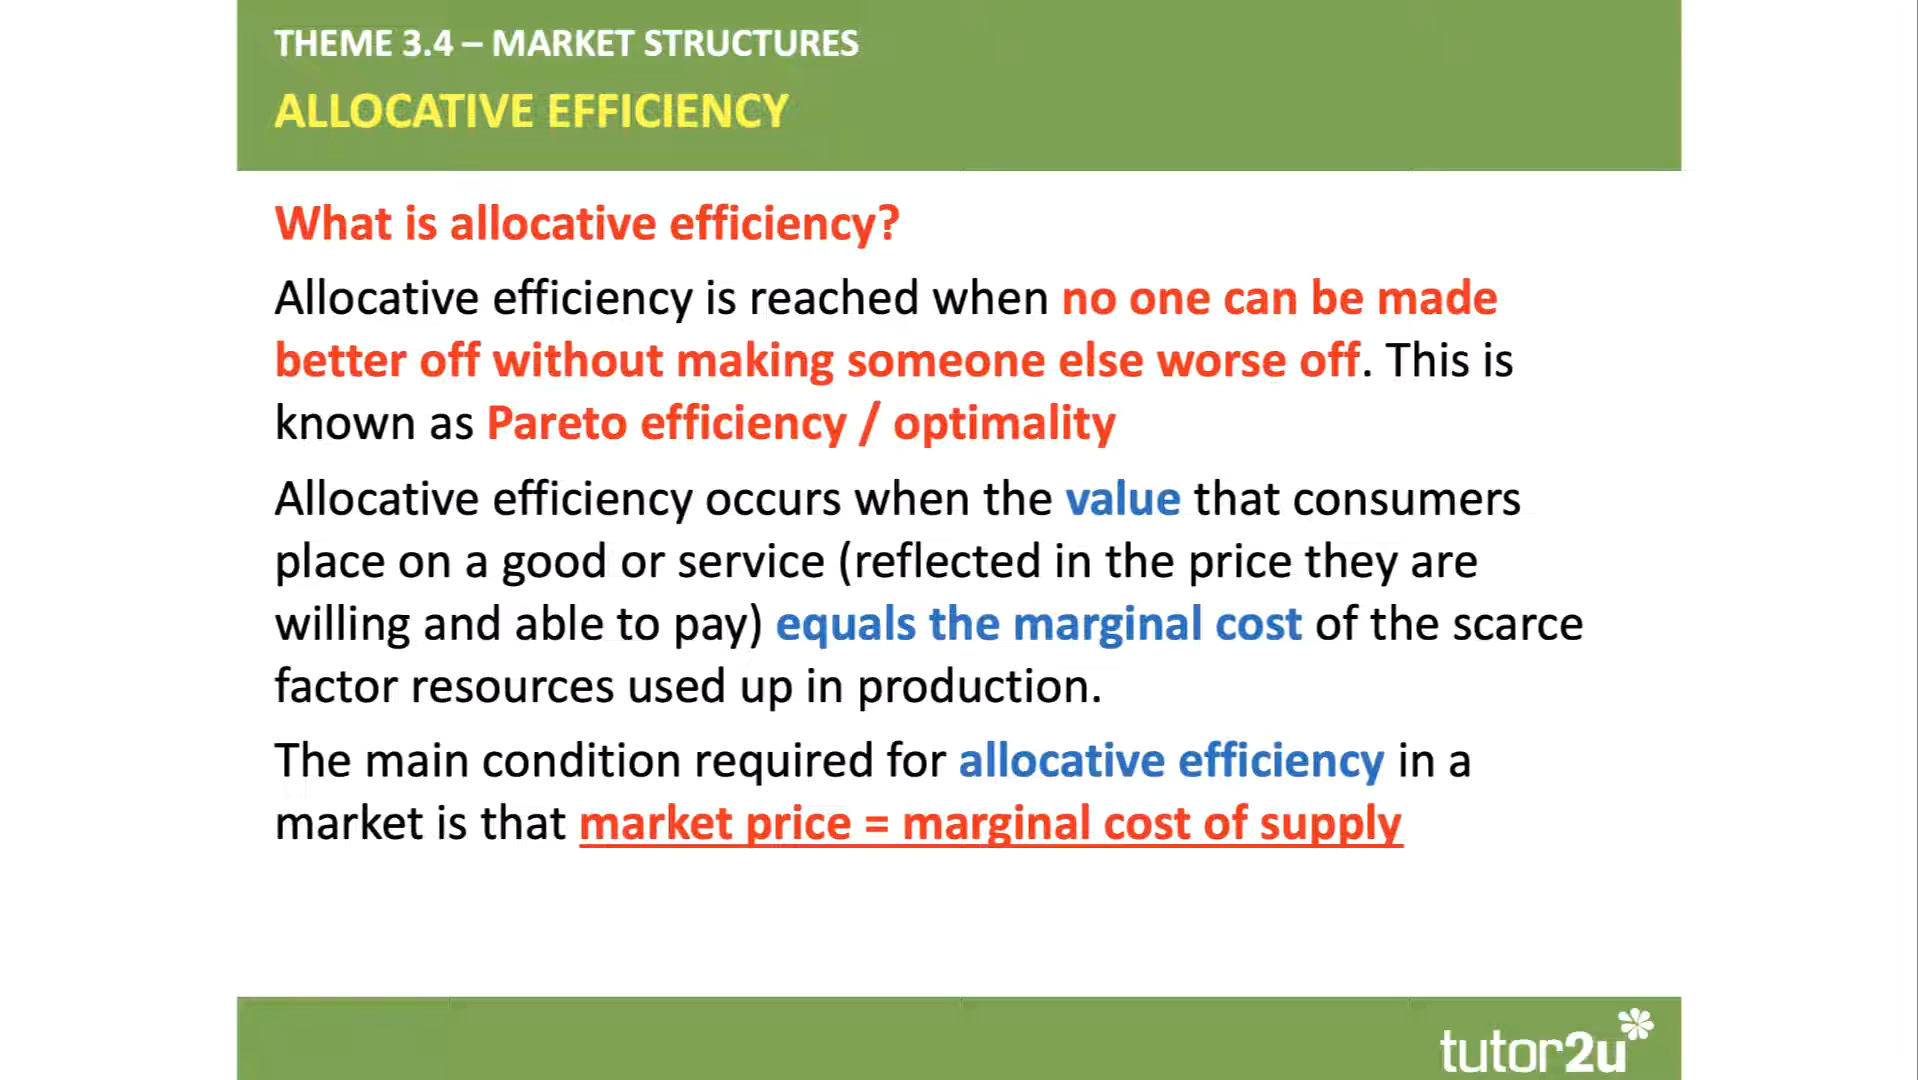 THEME 3.4 – MARKET STRUCTURES
ALLOCATIVE EFFICIENCY
What is allocative efficiency?
Allocative efficiency is reached when no one can be made
better off without making someone else worse off. This is
known as Pareto efficiency / optimality
Allocative efficiency occurs when the value that consumers
place on a good or service (reflected in the price they are
willing and able to pay) equals the marginal cost of the scarce
factor resources used up in production.
The main condition required for allocative efficiency in a
market is that market price = marginal cost of supply
tutor2u